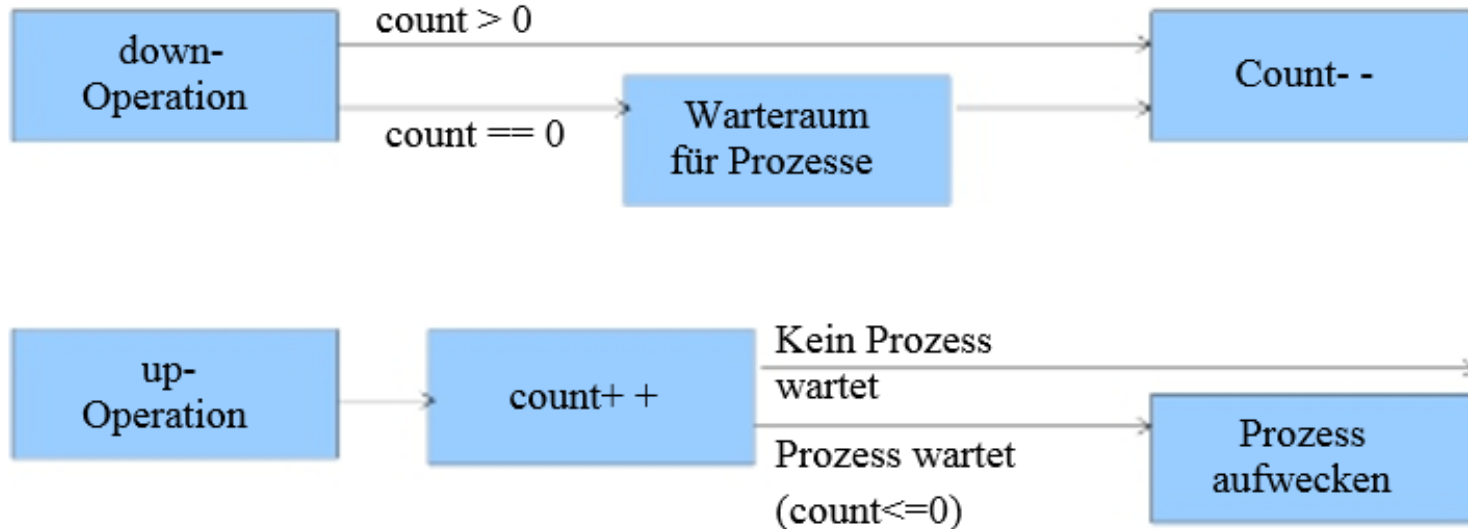 down-
Operation
count > 0
count == 0
Warteraum
für Prozesse
Count- -
up-
Operation
count+ +
Kein Prozess
wartet
Prozess wartet
(count<=0)
Prozess
aufwecken